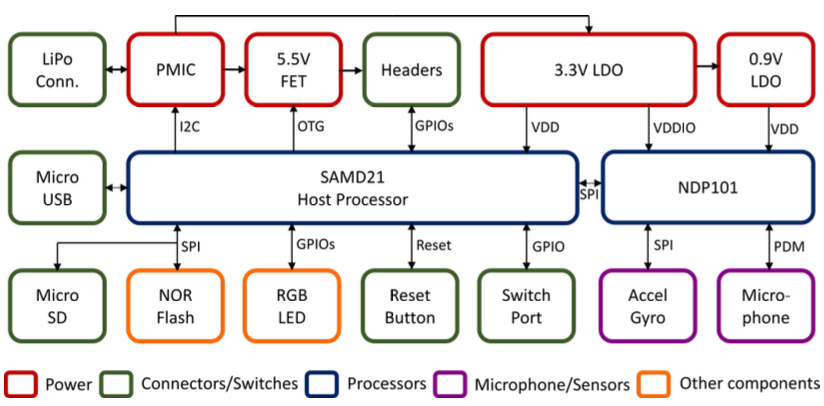 LiPo
Conn.
PMIC
5.5V
FET
Headers
3.3V LDO
0.9V
LDO
I2C
OTG
GPIOs
VDD
VDDIO
VDD
Micro
USB
SAMD21
Host Processor
SPI
NDP101
SPI
GPIOs
Reset
GPIO
SPI
PDM
Micro
SD
NOR
Flash
RGB
LED
Reset
Button
Switch
Port
Accel
Gyro
Micro-
phone
Power
Connectors/Switches
Processors
Microphone/Sensors
Other components